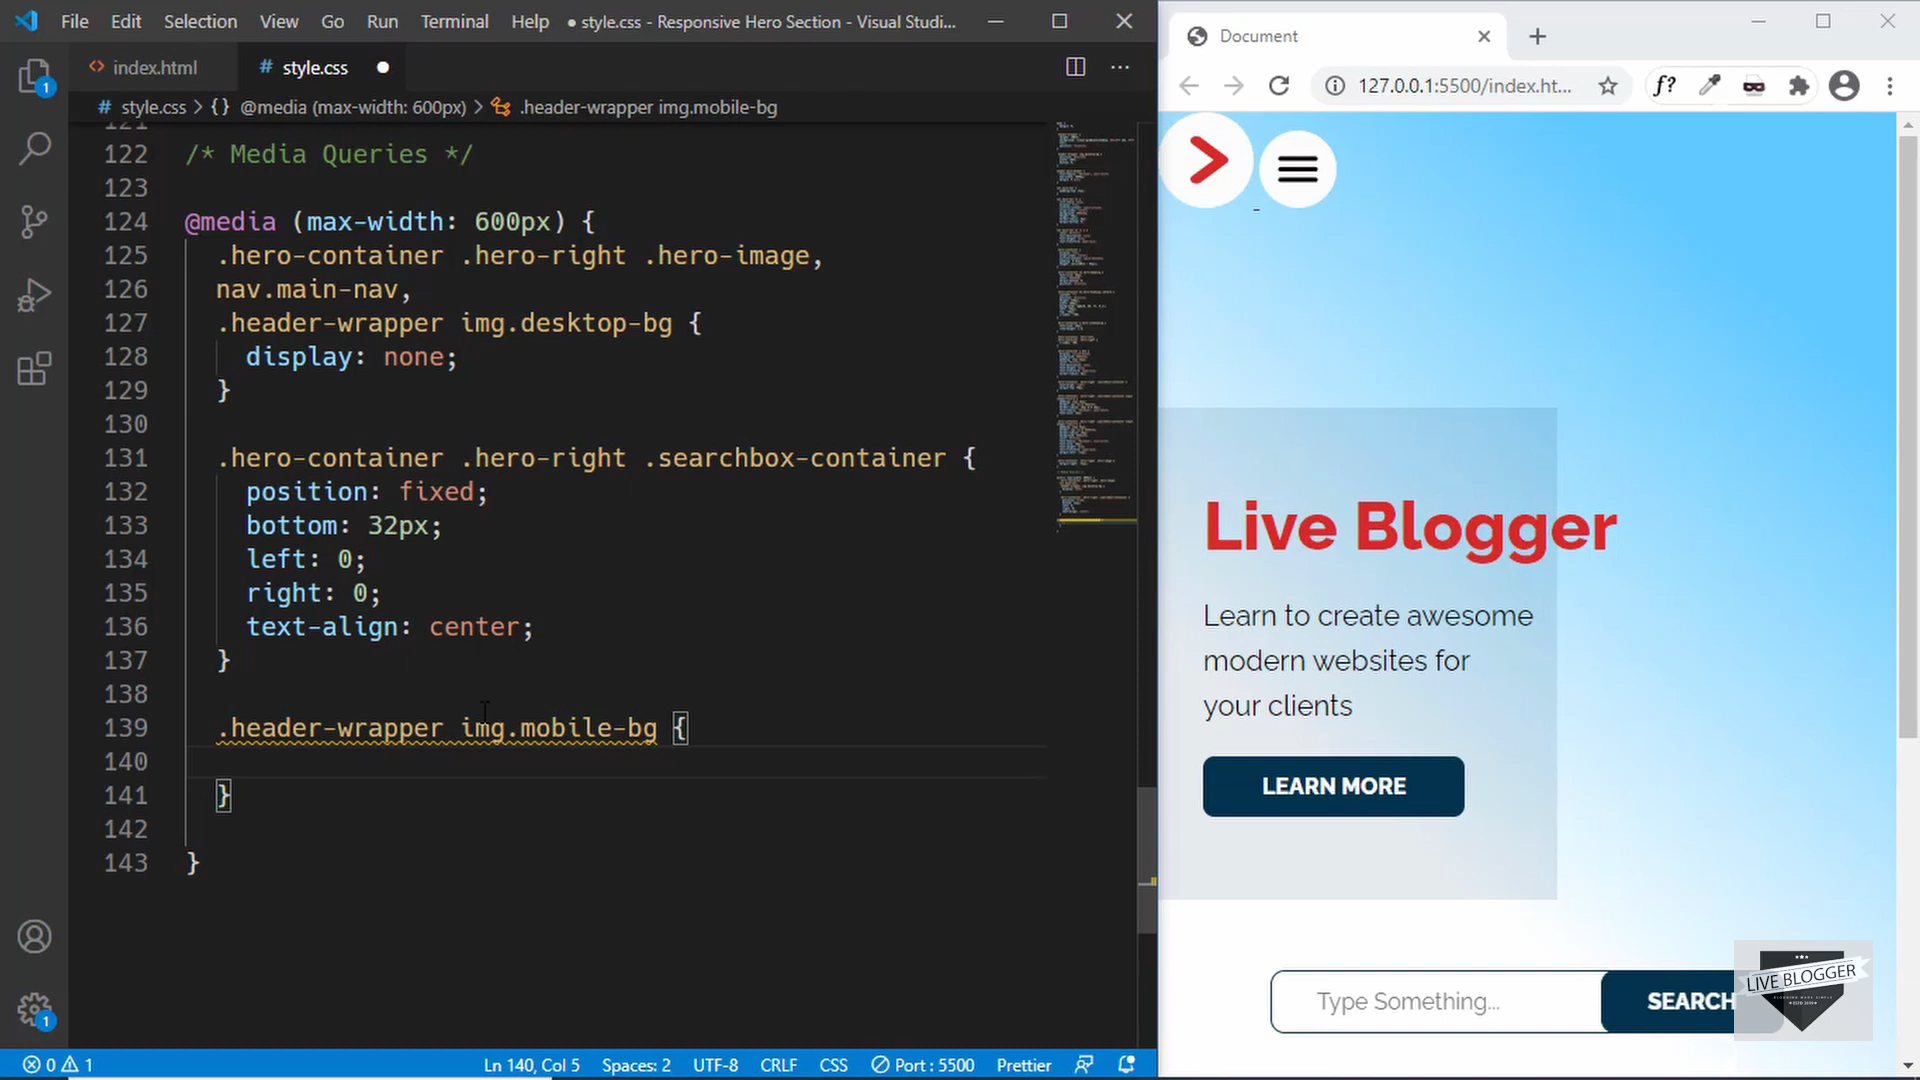 File Edit Selection View Go Run Terminal Help ● style.css - Responsive Hero Section - Visual Studi...
index.html
# style.css ●
# style.css > {} @media (max-width: 600px) > .header-wrapper img.mobile-bg
121
122 /* Media Queries */
123
124 @media (max-width: 600px) {
125 .hero-container .hero-right .hero-image,
126 nav.main-nav,
127 .header-wrapper img.desktop-bg {
128 display: none;
129 }
130
131 .hero-container .hero-right .searchbox-container {
132 position: fixed;
133 bottom: 32px;
134 left: 0;
135 right: 0;
136 text-align: center;
137 }
138
139 .header-wrapper img.mobile-bg {
140
141 }
142
143 }
1
1
0 1 Ln 140, Col 5 Spaces: 2 UTF-8 CRLF CSS Port : 5500 Prettier
Document
127.0.0.1:5500/index.ht...
f?
Live Blogger
Learn to create awesome
modern websites for
your clients
LEARN MORE
Type Something...
SEARCH
LIVE BLOGGER